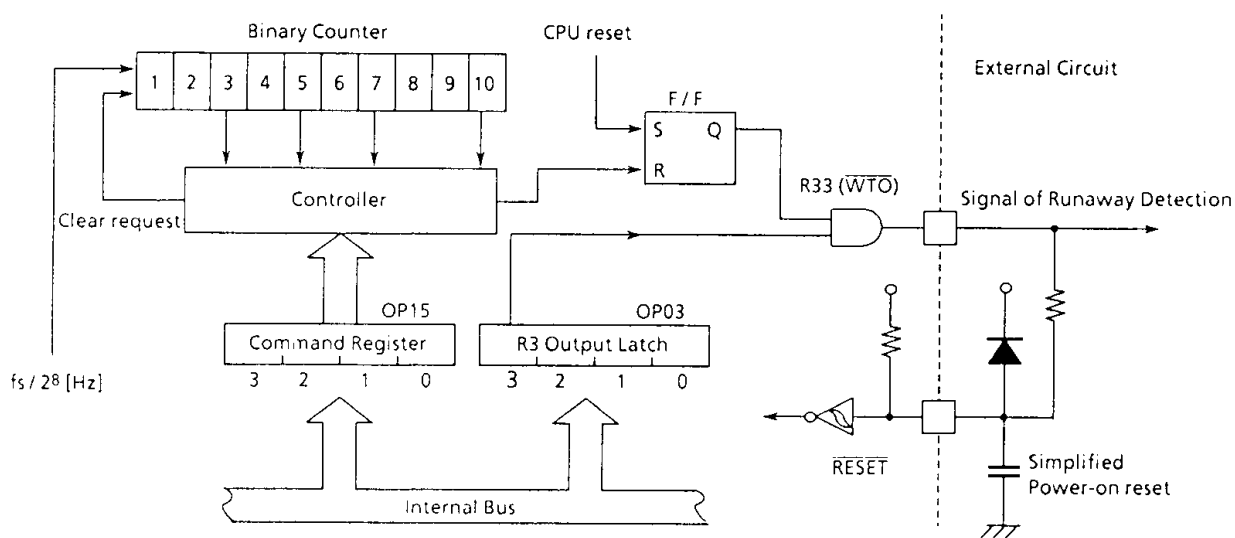 Binary Counter
CPU reset
1 2 3 4 5 6 7 8 9 10
External Circuit
F/F
S Q
R
R33 (WTO)
Controller
Clear request
Signal of Runaway Detection
OP15
OP03
Command Register
R3 Output Latch
3 2 1 0
3 2 1 0
fs / 2⁸ [Hz]
RESET
Simplified
Power-on reset
Internal Bus